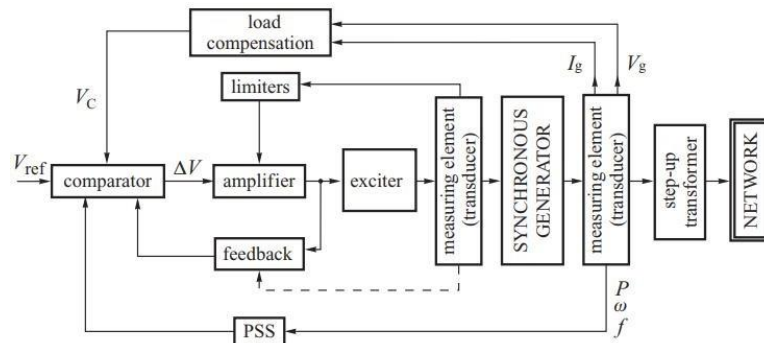 load
compensation
I_g
V_g
limiters
V_C
measuring element
(transducer)
SYNCHRONOUS
GENERATOR
measuring element
(transducer)
step-up
transformer
NETWORK
V_ref
comparator
ΔV
amplifier
exciter
feedback
P
ω
f
PSS